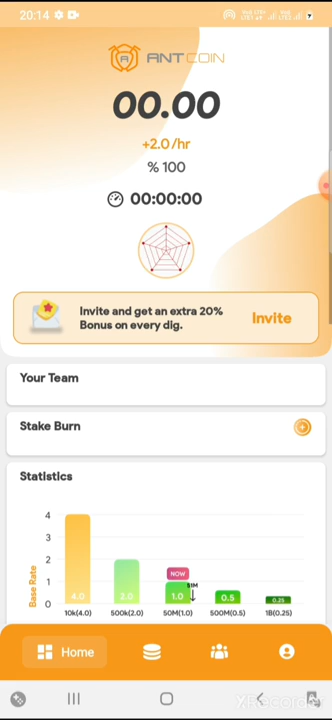 20:14
ANTCOIN
00.00
+2.0/hr
% 100
00:00:00
Invite and get an extra 20%
Bonus on every dig.
Invite
Your Team
Stake Burn
Statistics
Base Rate
4
3
2
1
0
4.0
2.0
NOW
51M
1.0
0.5
0.25
10k(4.0)
500k(2.0)
50M(1.0)
500M(0.5)
1B(0.25)
Home
XRecorder